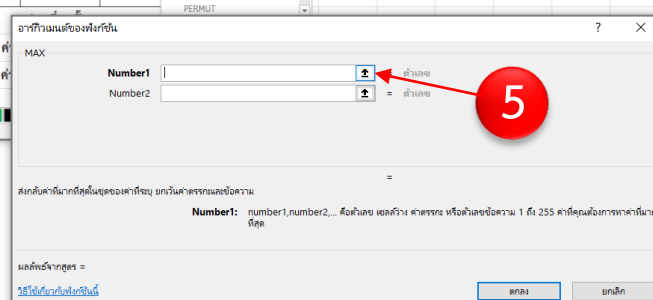 PERMUT
อาร์กิวเมนต์ของฟังก์ชัน ? ×
MAX
Number1 = ตัวเลข
Number2 = ตัวเลข
5
=
ส่งกลับค่าที่มากที่สุดในชุดของค่าที่ระบุ ยกเว้นค่าตรรกะและข้อความ
Number1: number1,number2,... คือตัวเลข เซลล์ว่าง ค่าตรรกะ หรือตัวเลขข้อความ 1 ถึง 255 ค่าที่คุณต้องการหาค่าที่มาก
ที่สุด
ผลลัพธ์จากสูตร =
วิธีใช้เกี่ยวกับฟังก์ชันนี้
ตกลง ยกเลิก